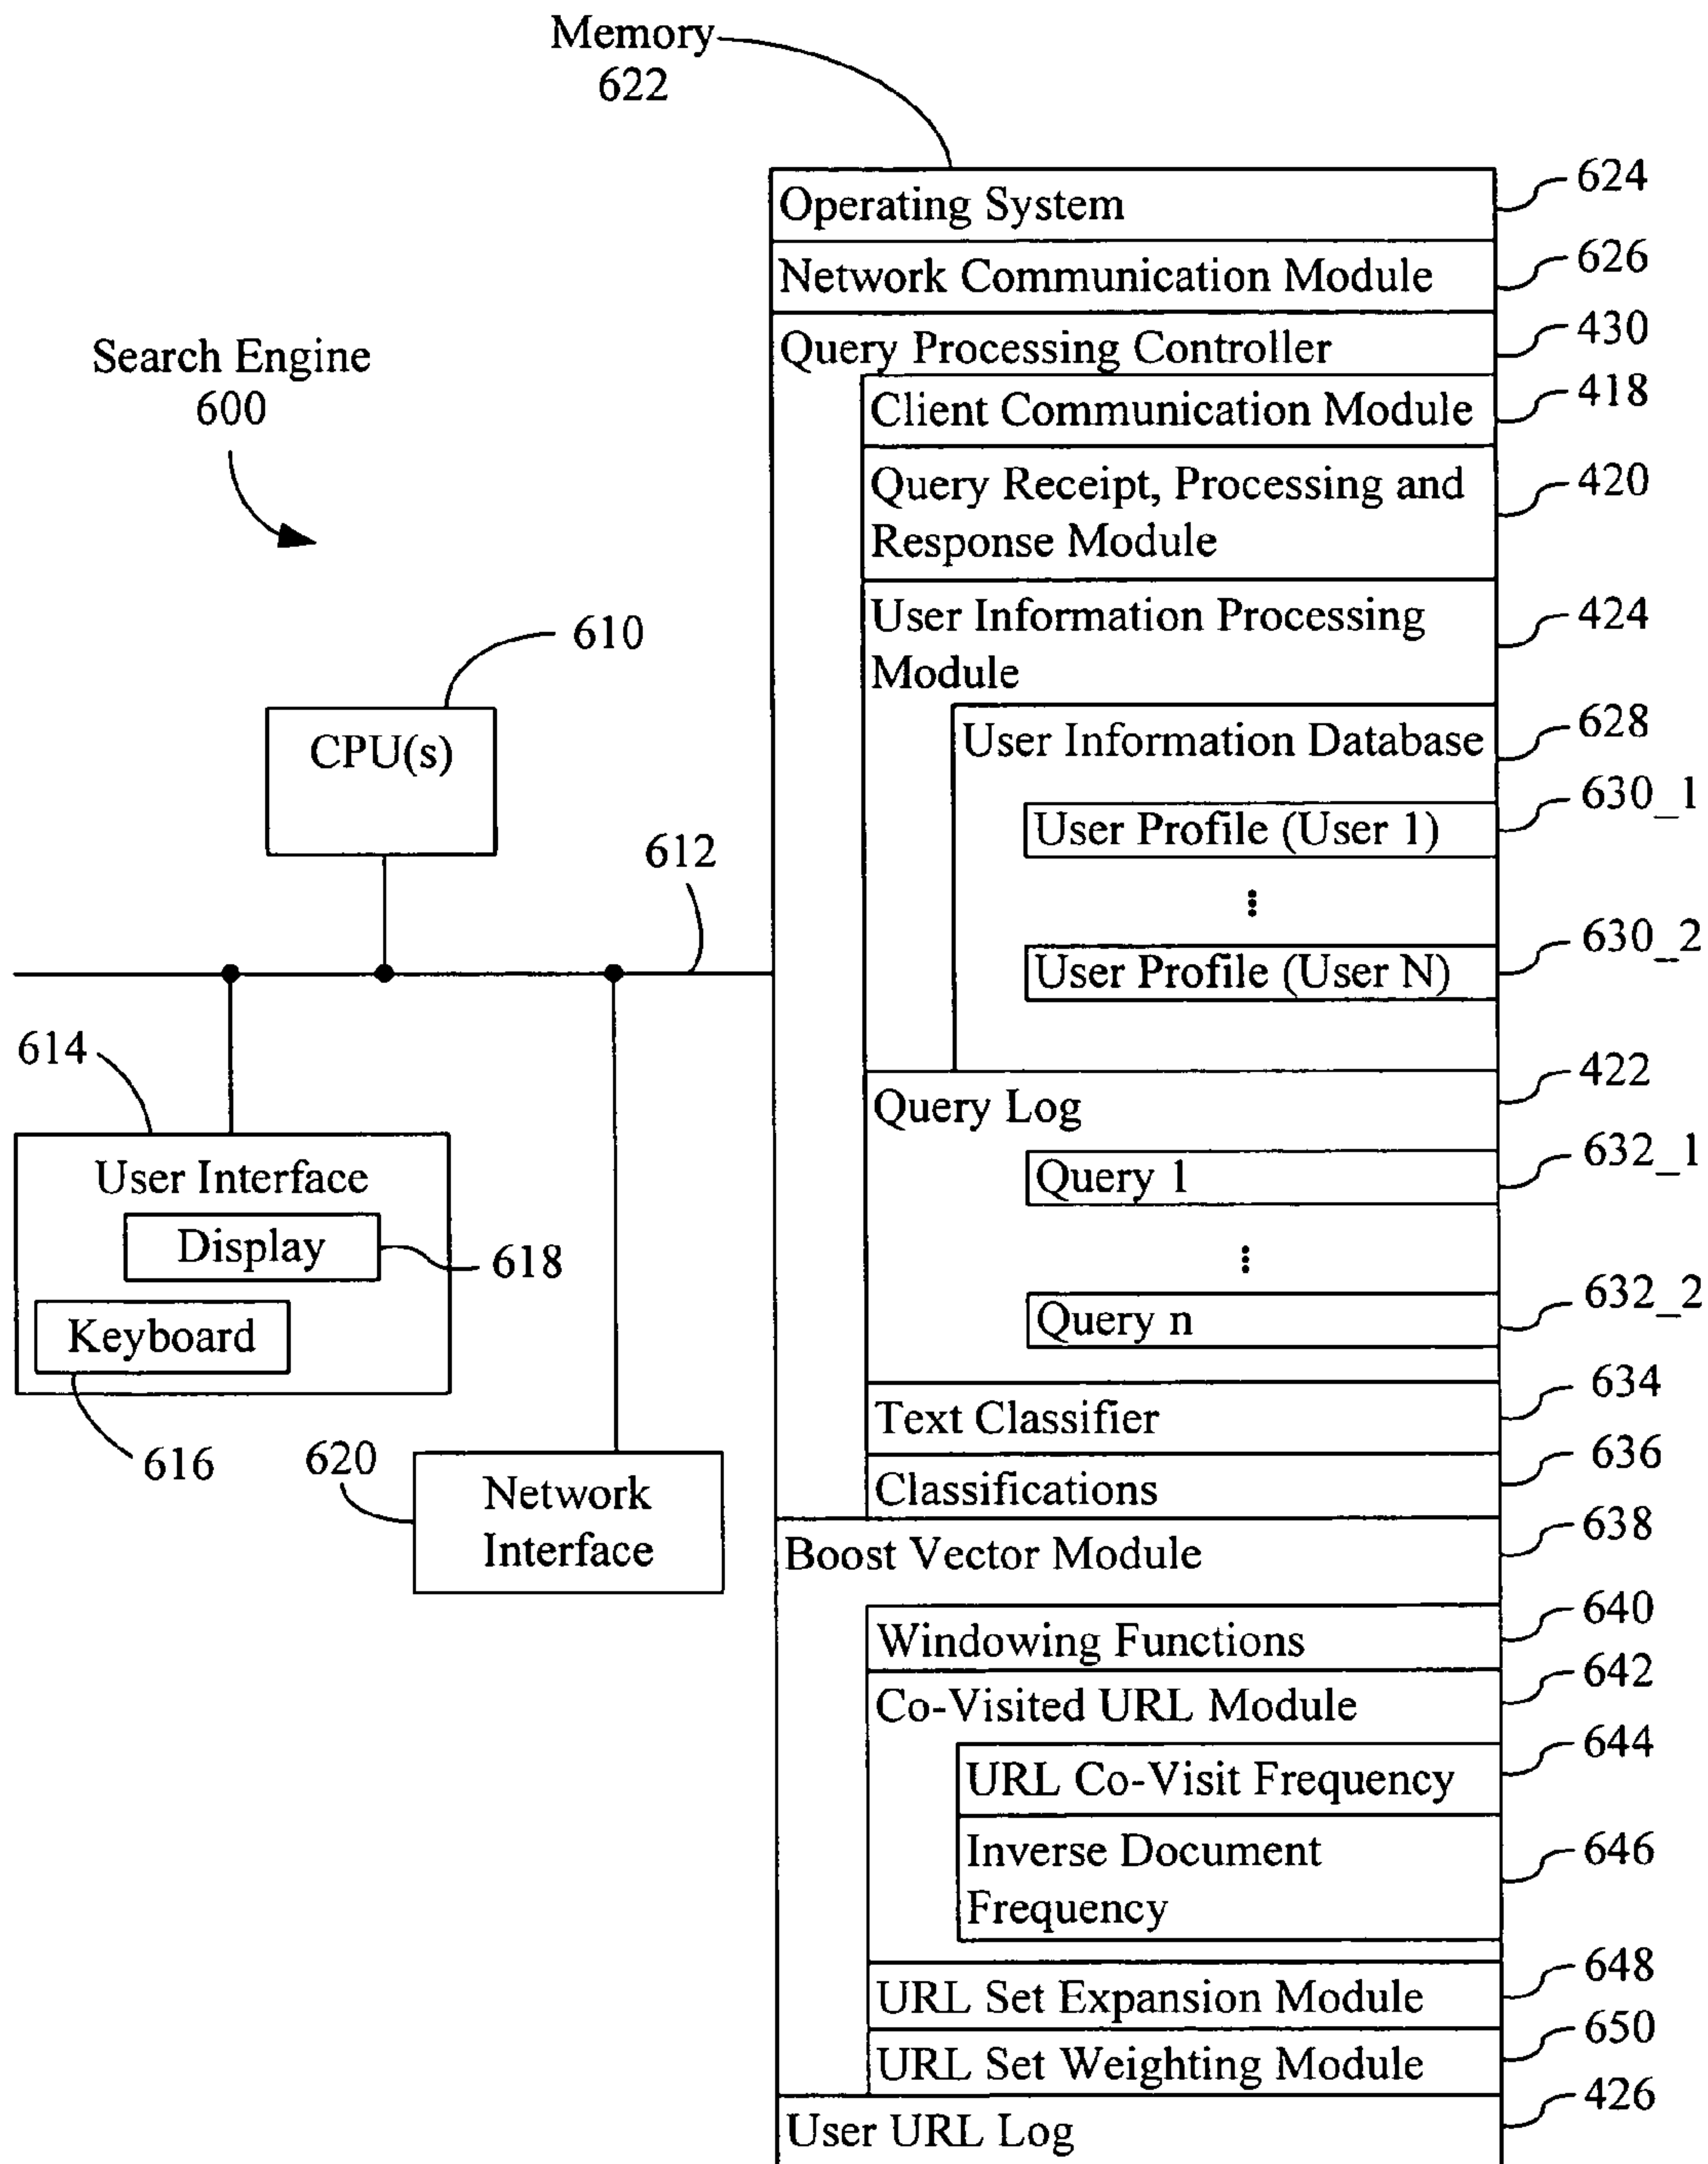 Memory
622
Operating System
624
Network Communication Module
626
Query Processing Controller
430
Search Engine
600
Client Communication Module
418
Query Receipt, Processing and
Response Module
420
User Information Processing
Module
424
610
CPU(s)
User Information Database
628
User Profile (User 1)
630_1
612
User Profile (User N)
630_2
614
Query Log
422
User Interface
Query 1
632_1
Display
618
Keyboard
Query n
632_2
616
620
Network
Interface
Text Classifier
634
Classifications
636
Boost Vector Module
638
Windowing Functions
640
Co-Visited URL Module
642
URL Co-Visit Frequency
644
Inverse Document
Frequency
646
URL Set Expansion Module
648
URL Set Weighting Module
650
User URL Log
426